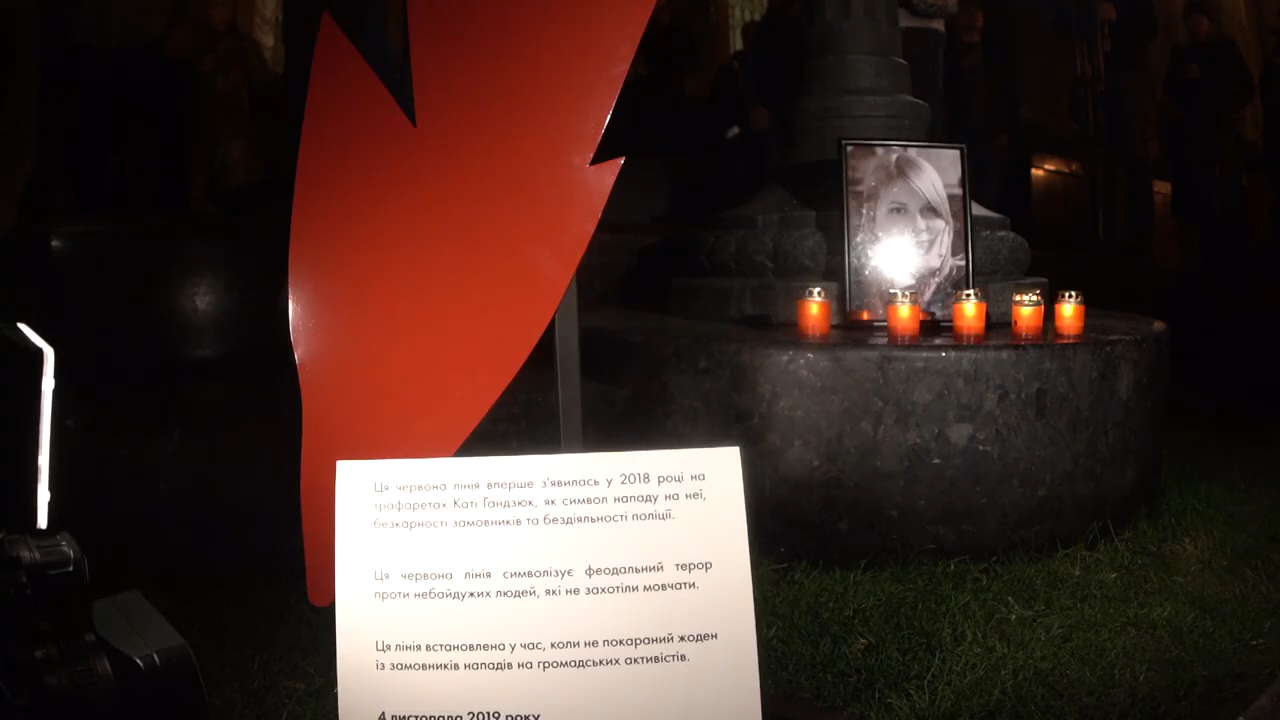 Ця червона лінія вперше з'явилась у 2018 році на
трафаретах Каті Гандзюк, як символ нападу на неї,
безкарності замовників та бездіяльності поліції.
Ця червона лінія символізує феодальний терор
проти небайдужих людей, які не захотіли мовчати.
Ця лінія встановлена у час, коли не покараний жоден
із замовників нападів на громадських активістів.
4 листопада 2019 року